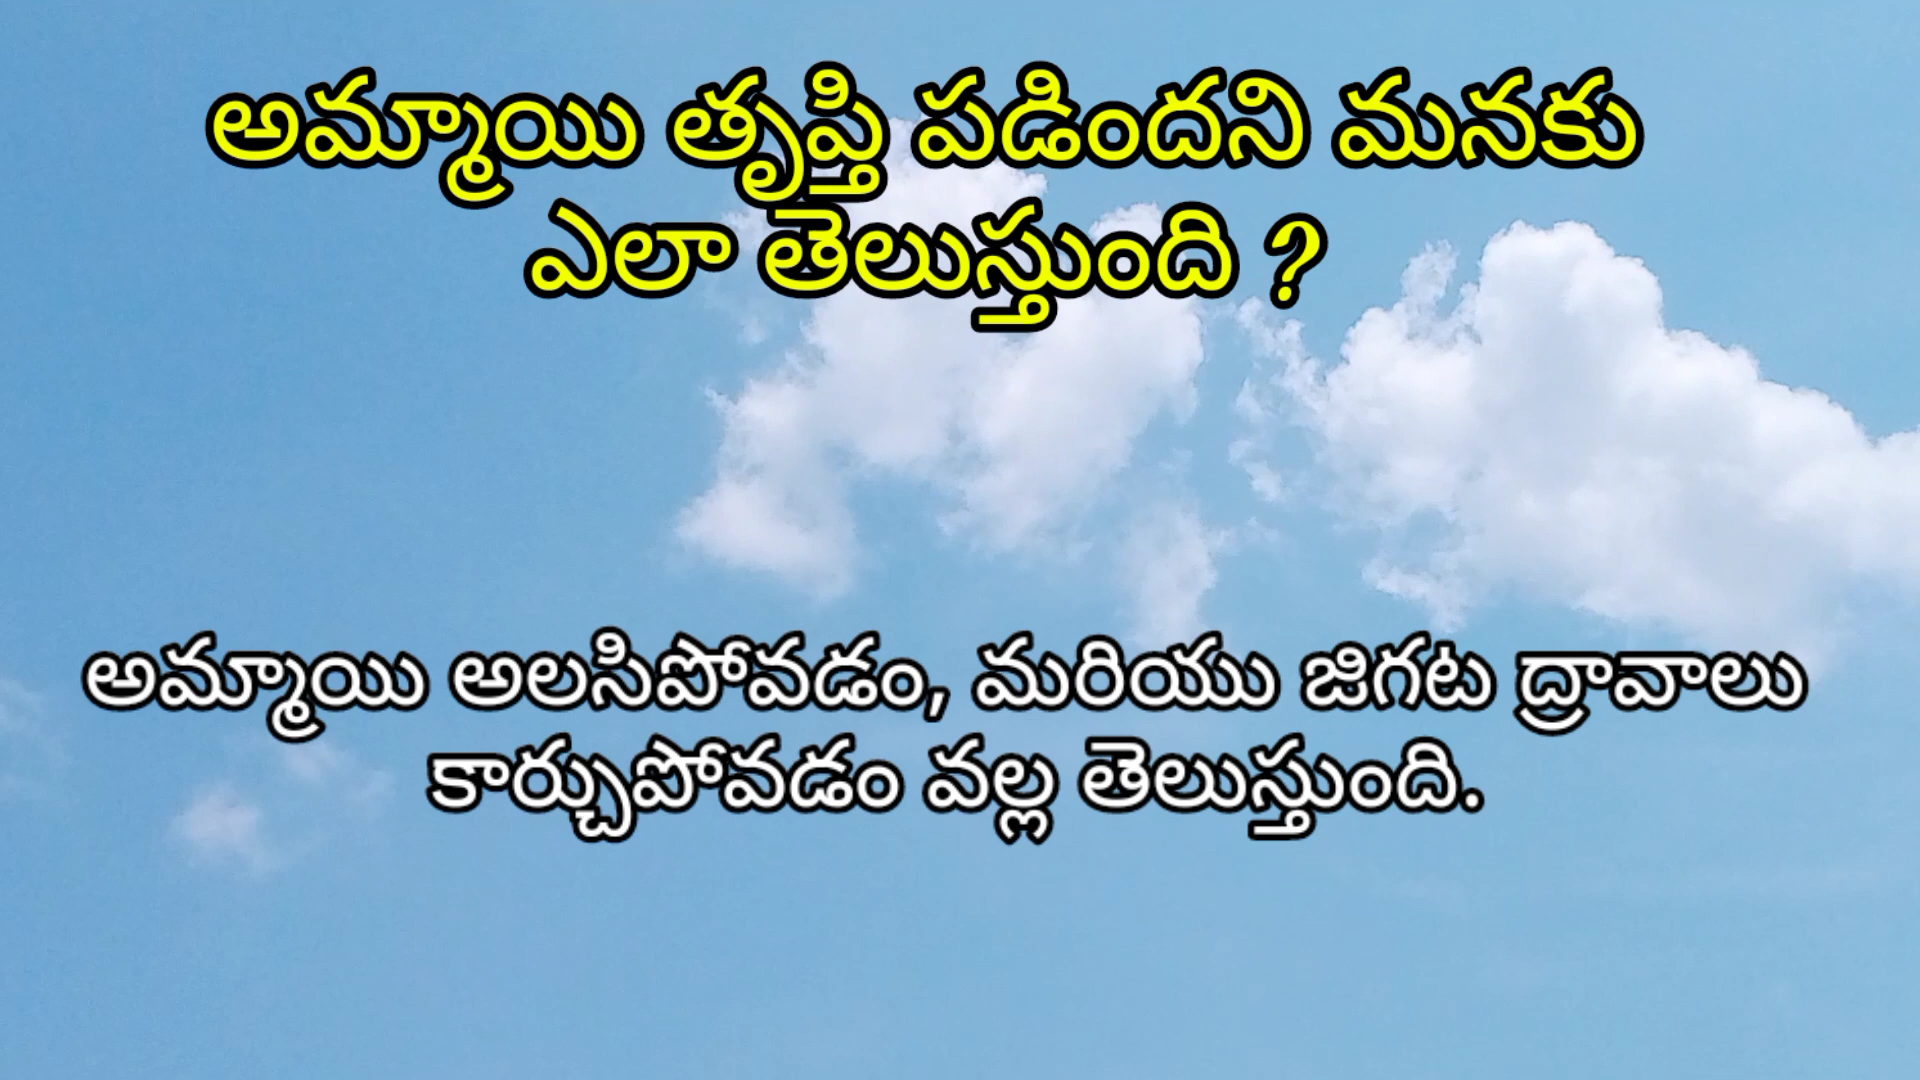 అమ్మాయి తృప్తి పడిందని మనకు
ఎలా తెలుస్తుంది ?
అమ్మాయి అలసిపోవడం, మరియు జిగట ద్రావాలు
కార్చుపోవడం వల్ల తెలుస్తుంది.